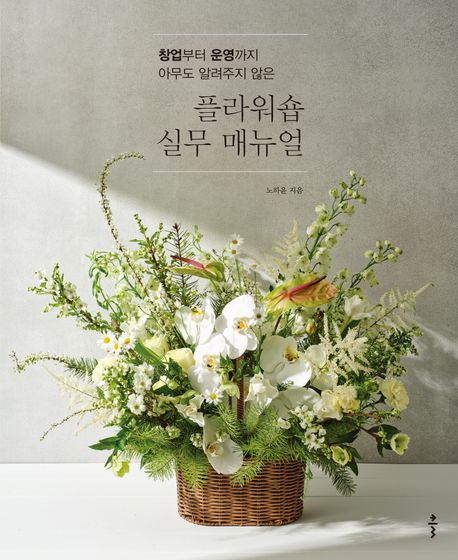 창업부터 운영까지
아무도 알려주지 않은
플라워숍
실무 매뉴얼
노하윤 지음